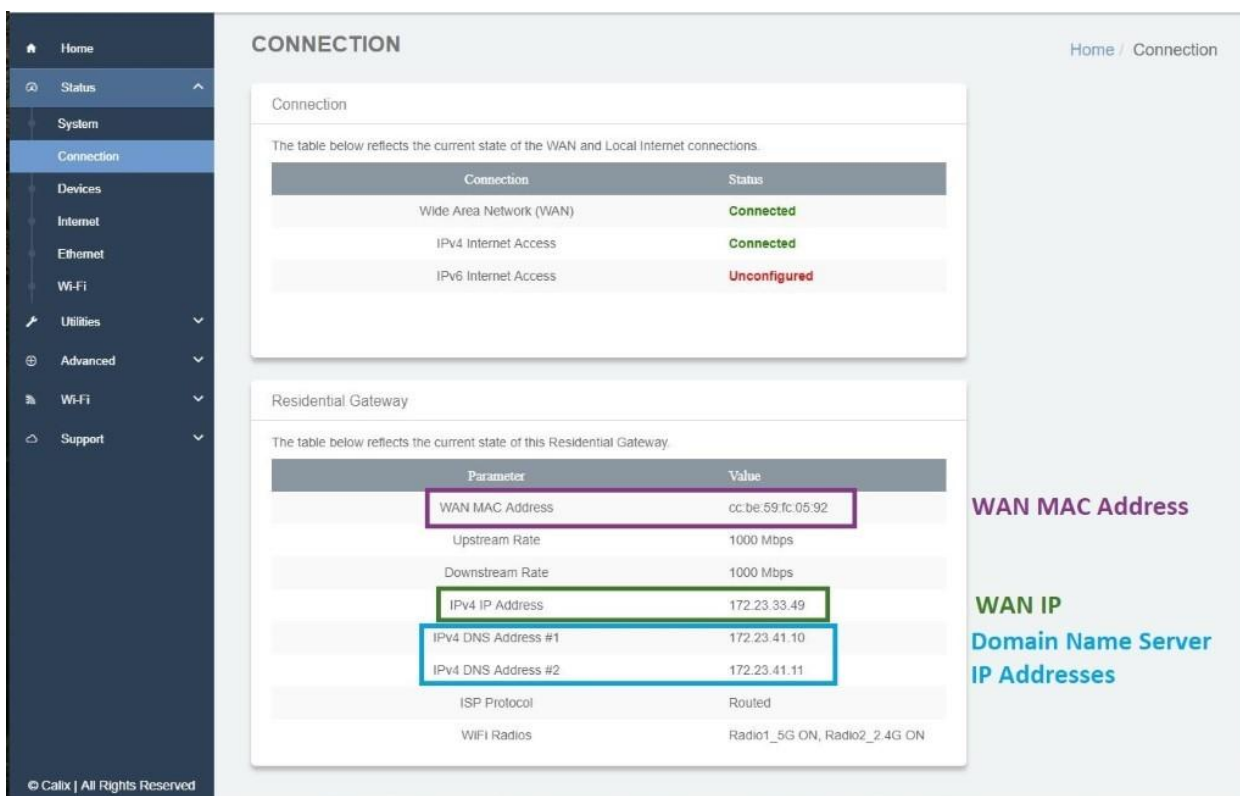 Home
Status
System
Connection
Devices
Internet
Ethernet
Wi-Fi
Utilities
Advanced
Wi-Fi
Support
© Calix | All Rights Reserved
CONNECTION
Home / Connection
Connection
The table below reflects the current state of the WAN and Local Internet connections.
Connection Status
Wide Area Network (WAN) Connected
IPv4 Internet Access Connected
IPv6 Internet Access Unconfigured
Residential Gateway
The table below reflects the current state of this Residential Gateway.
Parameter Value
WAN MAC Address cc:be:59:fc:05:92
Upstream Rate 1000 Mbps
Downstream Rate 1000 Mbps
IPv4 IP Address 172.23.33.49
IPv4 DNS Address #1 172.23.41.10
IPv4 DNS Address #2 172.23.41.11
ISP Protocol Routed
WiFi Radios Radio1_5G ON, Radio2_2.4G ON
WAN MAC Address
WAN IP
Domain Name Server
IP Addresses